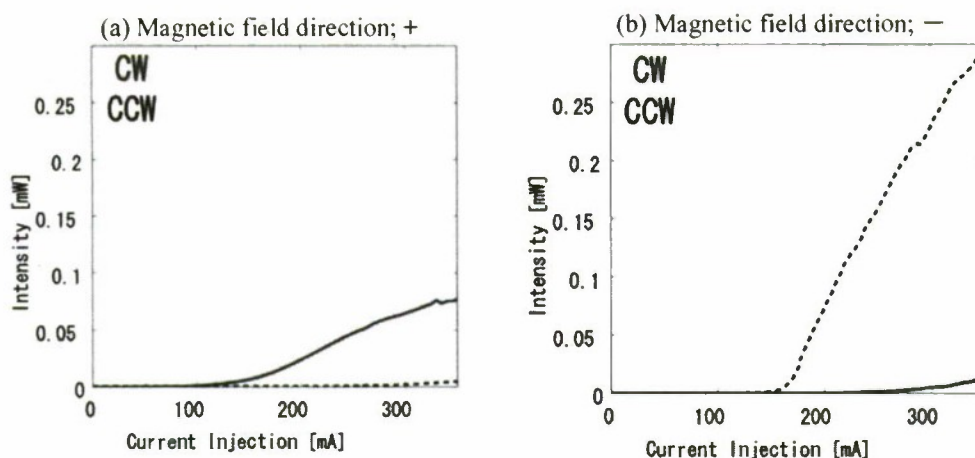 (a) Magnetic field direction; +
CW
CCW
0.25
0.2
0.15
0.1
0.05
0
0
100
200
300
Intensity [mW]
Current Injection [mA]
(b) Magnetic field direction; －
CW
CCW
0.25
0.2
0.15
0.1
0.05
0
0
100
200
300
Intensity [mW]
Current Injection [mA]